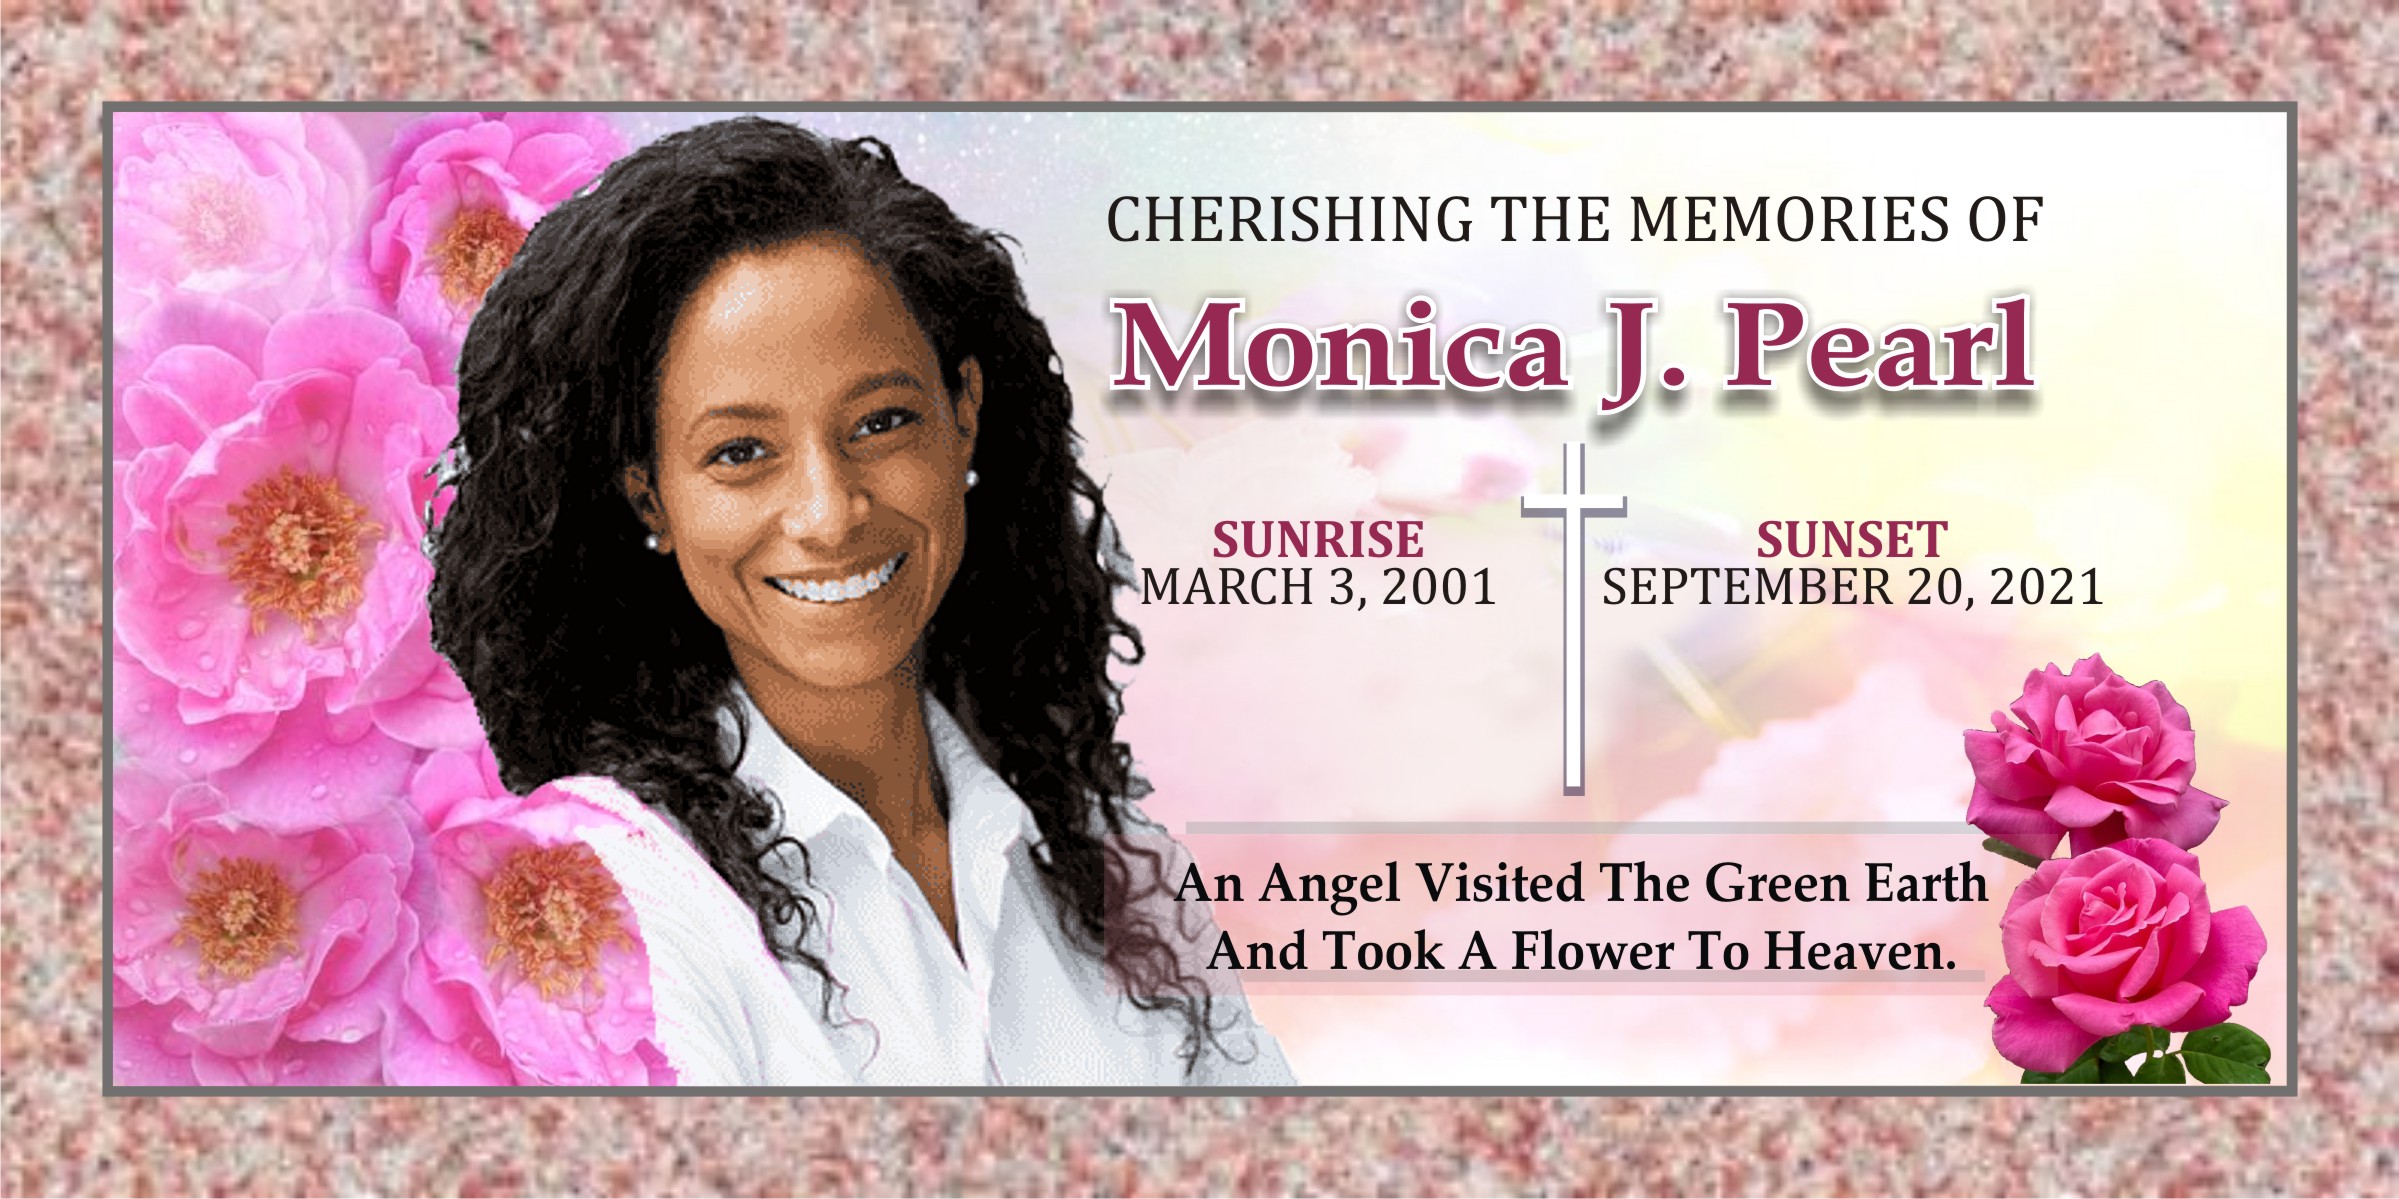 CHERISHING THE MEMORIES OF
Monica J. Pearl
SUNRISE
MARCH 3, 2001
SUNSET
SEPTEMBER 20, 2021
An Angel Visited The Green Earth
And Took A Flower To Heaven.